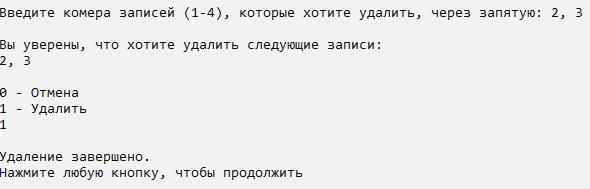 Введите комера записей (1-4), которые хотите удалить, через запятую: 2, 3
Вы уверены, что хотите удалить следующие записи:
2, 3
0 - Отмена
1 - Удалить
1
Удаление завершено.
Нажмите любую кнопку, чтобы продолжить